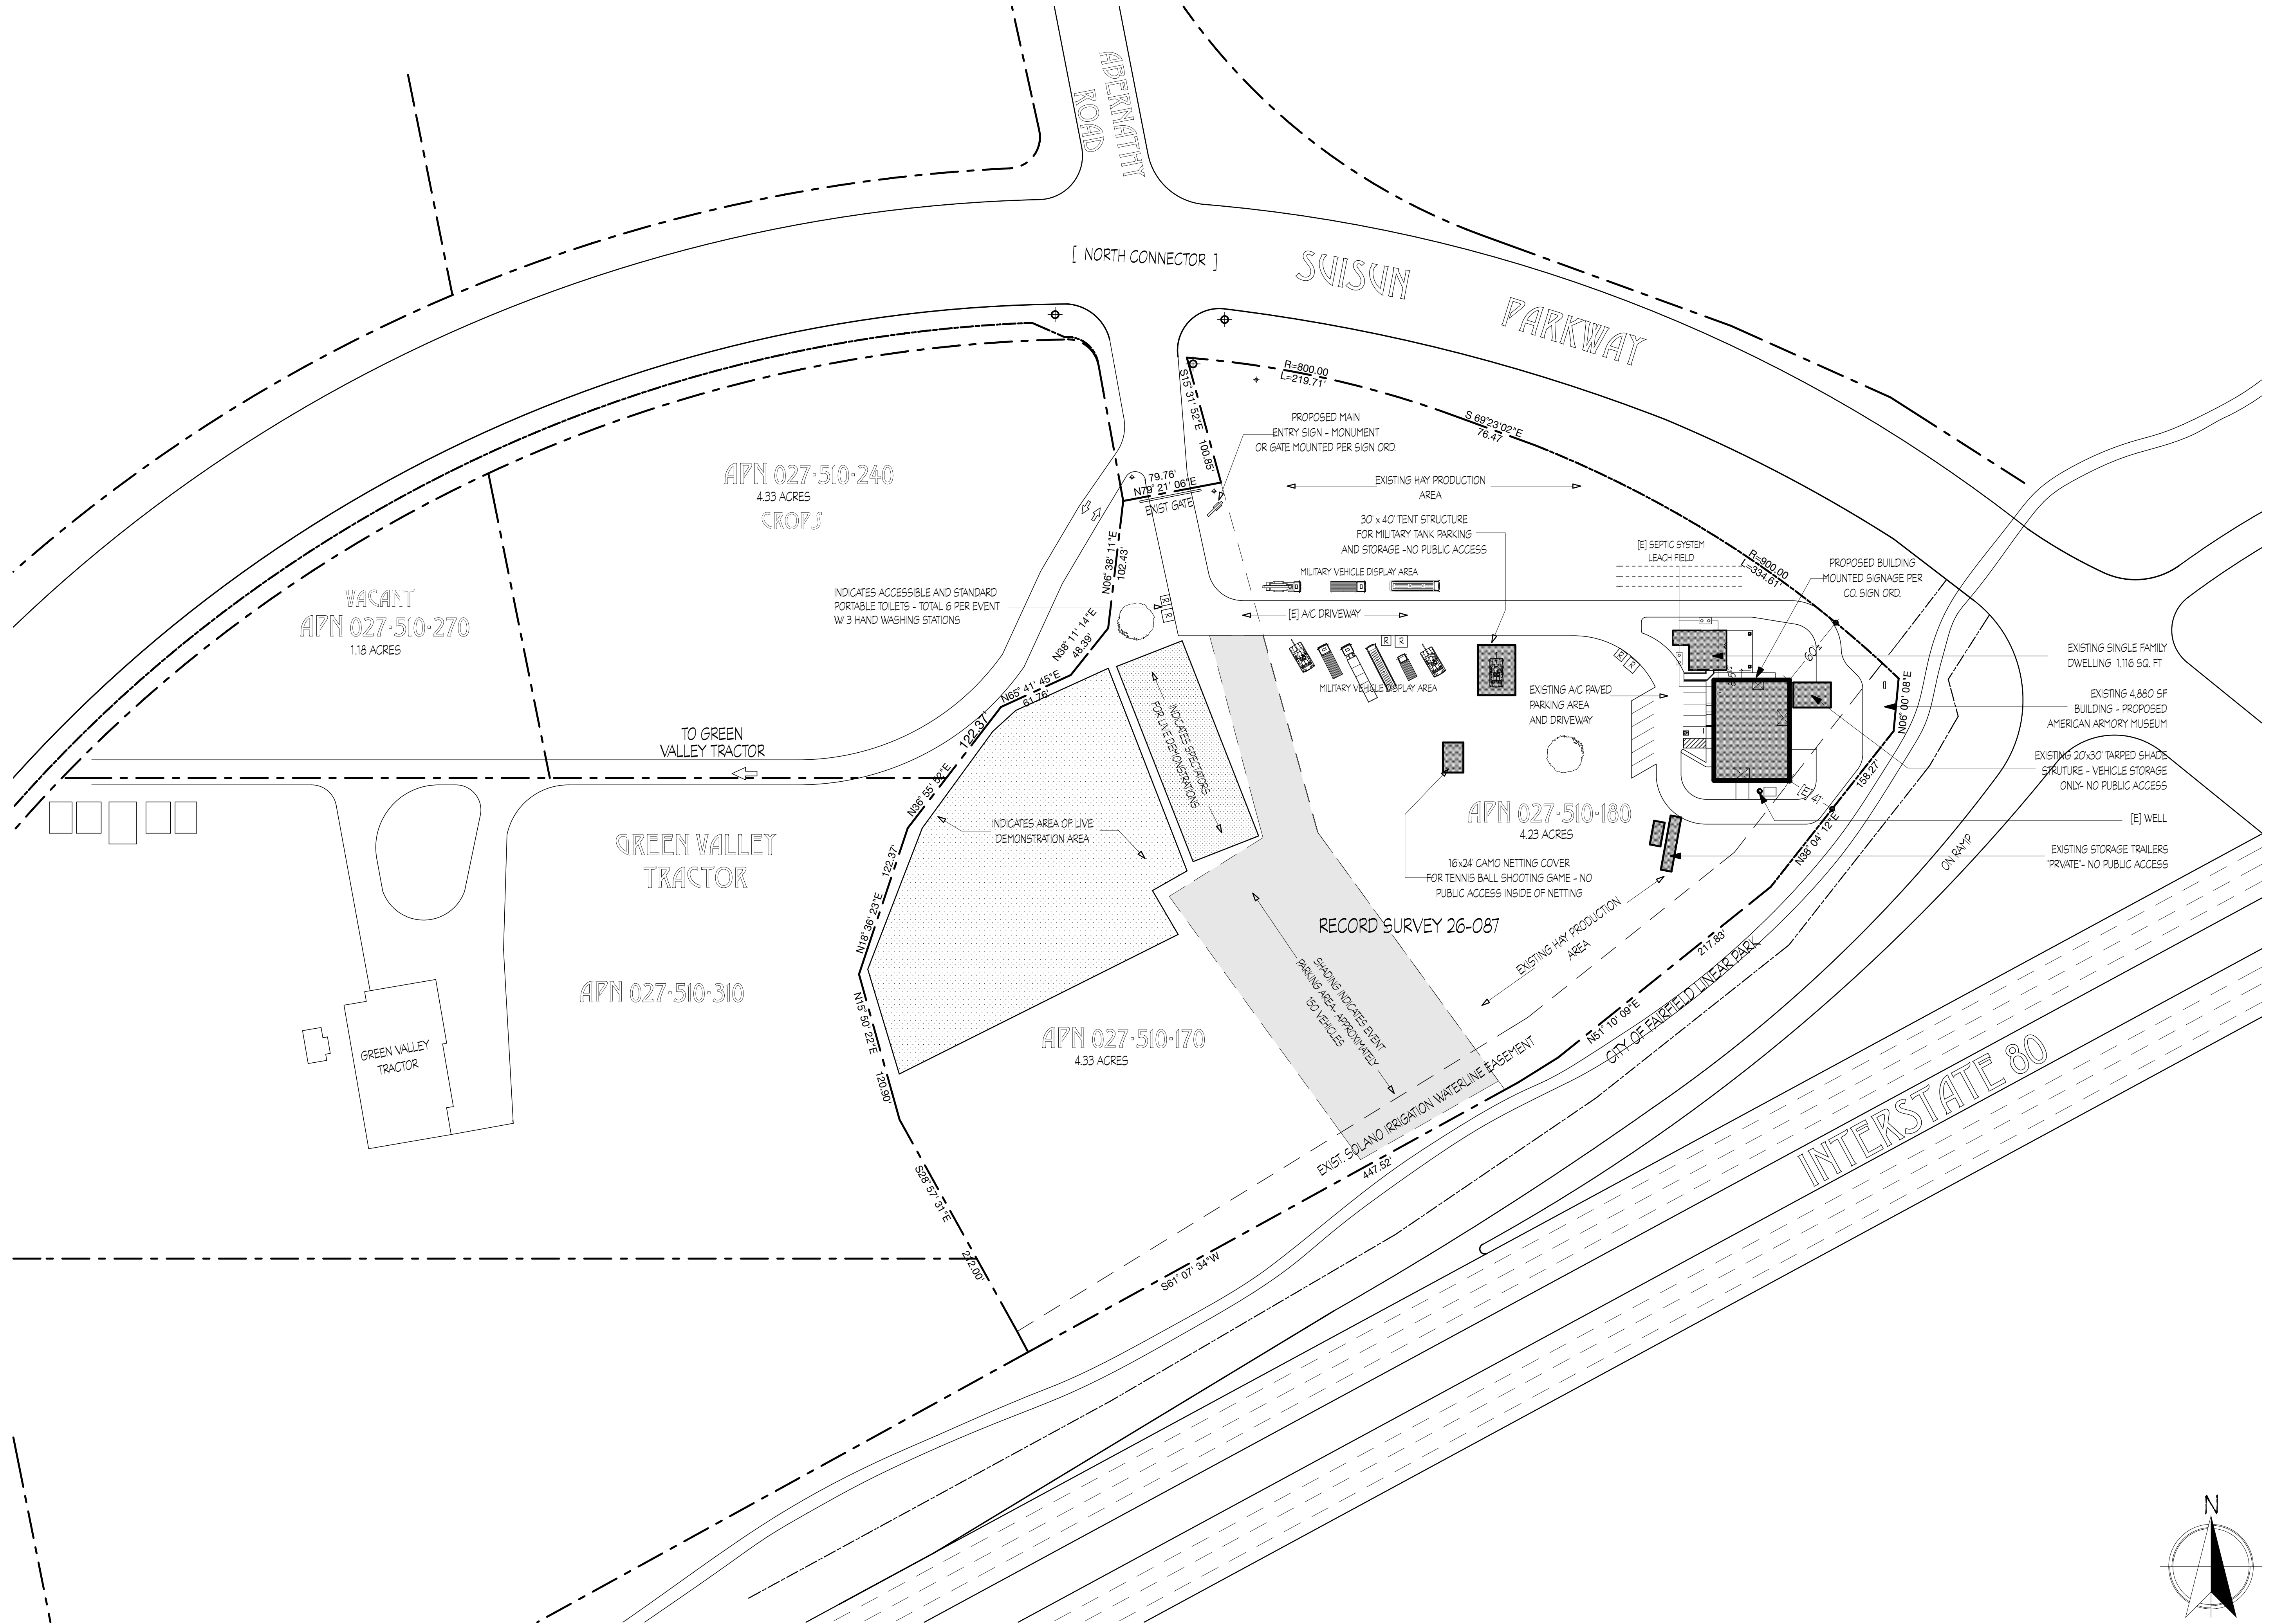 ABERNATHY
ROAD
[ NORTH CONNECTOR ]
SUISUN
PARKWAY
R=800.00
L=219.71'
S 69°23'02"E
76.47
S15° 31' 52"E
100.85'
PROPOSED MAIN
ENTRY SIGN - MONUMENT
OR GATE MOUNTED PER SIGN ORD.
79.76'
N79° 21' 06"E
EXIST GATE
APN 027-510-240
4.33 ACRES
CROPS
EXISTING HAY PRODUCTION
AREA
30' x 40' TENT STRUCTURE
FOR MILITARY TANK PARKING
AND STORAGE -NO PUBLIC ACCESS
[E] SEPTIC SYSTEM
LEACH FIELD
R=900.00
L=334.61'
PROPOSED BUILDING
MOUNTED SIGNAGE PER
CO. SIGN ORD.
MILITARY VEHICLE DISPLAY AREA
N06° 38' 11"E
102.43'
INDICATES ACCESSIBLE AND STANDARD
PORTABLE TOILETS - TOTAL 6 PER EVENT
W/ 3 HAND WASHING STATIONS
R
R
[E] A/C DRIVEWAY
VACANT
APN 027-510-270
1.18 ACRES
N38° 11' 14"E
48.39'
R R
R
R
60'±
EXISTING SINGLE FAMILY
DWELLING 1,116 SQ. FT
N65° 41' 45"E
61.76'
MILITARY VEHICLE DISPLAY AREA
EXISTING A/C PAVED
PARKING AREA
AND DRIVEWAY
N06° 00' 08"E
EXISTING 4,880 SF
BUILDING - PROPOSED
AMERICAN ARMORY MUSEUM
INDICATES SPECTATORS
FOR LIVE DEMONSTRATIONS
122.37'
TO GREEN
VALLEY TRACTOR
EXISTING 20'x30' TARPED SHADE
STRUTURE - VEHICLE STORAGE
ONLY- NO PUBLIC ACCESS
N36° 55' 52"E
158.27'
41'
APN 027-510-180
4.23 ACRES
[E] WELL
INDICATES AREA OF LIVE
DEMONSTRATION AREA
N38° 04' 12"E
GREEN VALLEY
TRACTOR
122.37'
ON RAMP
EXISTING STORAGE TRAILERS
"PRIVATE"- NO PUBLIC ACCESS
16'x24' CAMO NETTING COVER
FOR TENNIS BALL SHOOTING GAME - NO
PUBLIC ACCESS INSIDE OF NETTING
N18° 36' 23"E
RECORD SURVEY 26-087
EXISTING HAY PRODUCTION
AREA
217.83'
SHADING INDICATES EVENT
PARKING AREA- APPROXIMATELY
150 VEHICLES
CITY OF FAIRFIELD LINEAR PARK
APN 027-510-310
N15° 50' 22"E
N51° 10' 09"E
APN 027-510-170
4.33 ACRES
GREEN VALLEY
TRACTOR
120.90'
EXIST. SOLANO IRRIGATION WATERLINE EASEMENT
INTERSTATE 80
447.52'
S28° 57' 31"E
212.00'
S61° 07' 34"W
N